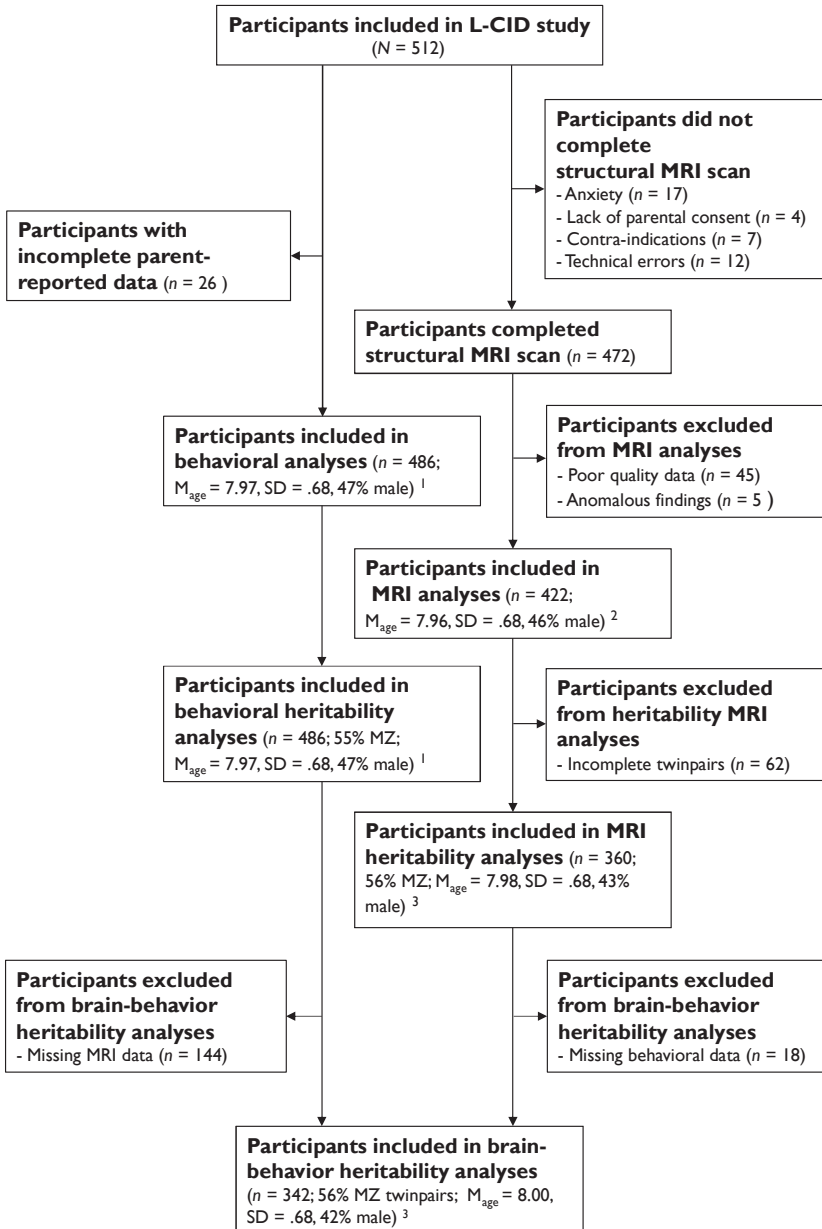 Participants included in L-CID study
(N = 512)
Participants did not
complete
structural MRI scan
- Anxiety (n = 17)
- Lack of parental consent (n = 4)
- Contra-indications (n = 7)
- Technical errors (n = 12)
Participants with
incomplete parent-
reported data (n = 26 )
Participants completed
structural MRI scan (n = 472)
Participants included in
behavioral analyses (n = 486;
Mage = 7.97, SD = .68, 47% male) 1
Participants excluded
from MRI analyses
- Poor quality data (n = 45)
- Anomalous findings (n = 5 )
Participants included in
MRI analyses (n = 422;
Mage = 7.96, SD = .68, 46% male) 2
Participants included in
behavioral heritability
analyses (n = 486; 55% MZ;
Mage = 7.97, SD = .68, 47% male) 1
Participants excluded
from heritability MRI
analyses
- Incomplete twinpairs (n = 62)
Participants included in MRI
heritability analyses (n = 360;
56% MZ; Mage = 7.98, SD = .68, 43%
male) 3
Participants excluded
from brain-behavior
heritability analyses
- Missing MRI data (n = 144)
Participants excluded
from brain-behavior
heritability analyses
- Missing behavioral data (n = 18)
Participants included in brain-
behavior heritability analyses
(n = 342; 56% MZ twinpairs; Mage = 8.00,
SD = .68, 42% male) 3